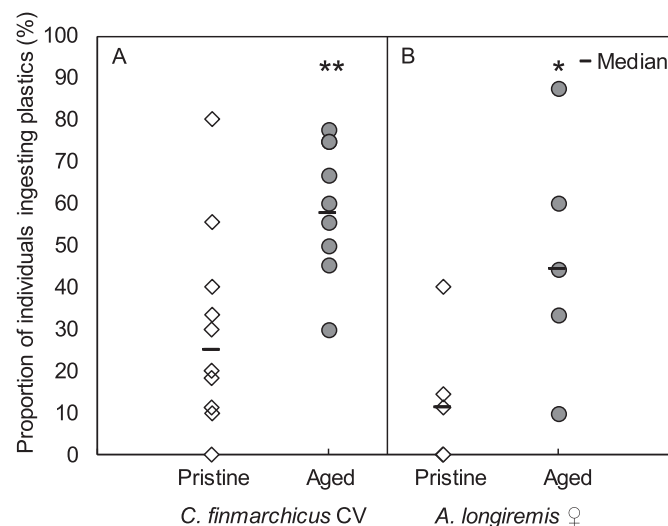 Proportion of individuals ingesting plastics (%)
100
90
80
70
60
50
40
30
20
10
0
A
**
B
*
Median
Pristine
Aged
Pristine
Aged
C. finmarchicus CV
A. longiremis ♀